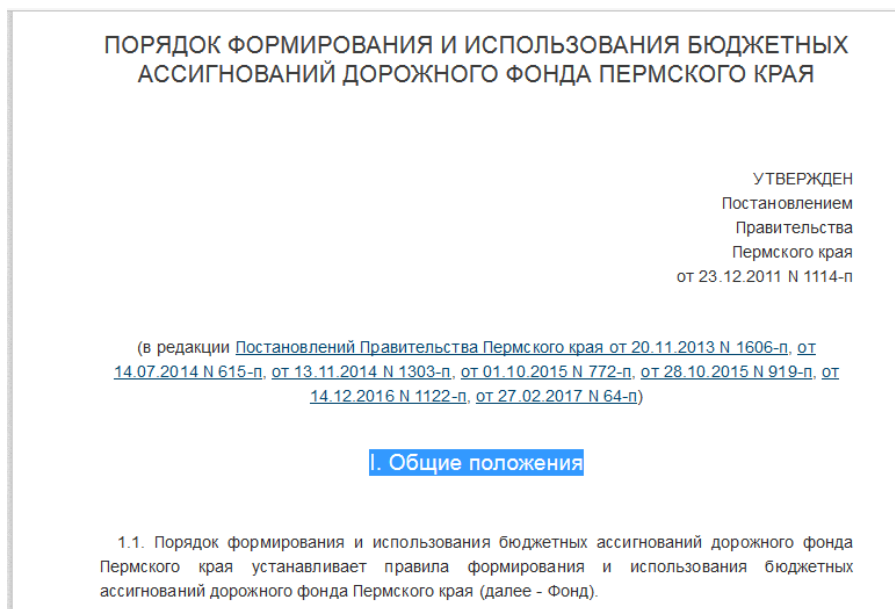 ПОРЯДОК ФОРМИРОВАНИЯ И ИСПОЛЬЗОВАНИЯ БЮДЖЕТНЫХ
АССИГНОВАНИЙ ДОРОЖНОГО ФОНДА ПЕРМСКОГО КРАЯ
УТВЕРЖДЕН
Постановлением
Правительства
Пермского края
от 23.12.2011 N 1114-п
(в редакции Постановлений Правительства Пермского края от 20.11.2013 N 1606-п, от
14.07.2014 N 615-п, от 13.11.2014 N 1303-п, от 01.10.2015 N 772-п, от 28.10.2015 N 919-п, от
14.12.2016 N 1122-п, от 27.02.2017 N 64-п)
I. Общие положения
1.1. Порядок формирования и использования бюджетных ассигнований дорожного фонда
Пермского края устанавливает правила формирования и использования бюджетных
ассигнований дорожного фонда Пермского края (далее - Фонд).